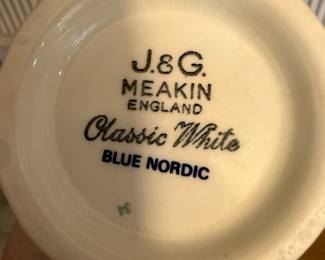 J.&G.
MEAKIN
ENGLAND
Classic White
BLUE NORDIC